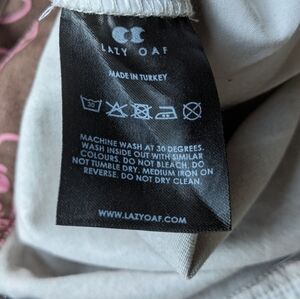 LAZY OAF
MADE IN TURKEY
30
MACHINE WASH AT 30 DEGREES.
WASH INSIDE OUT WITH SIMILAR
COLOURS. DO NOT BLEACH. DO
NOT TUMBLE DRY. MEDIUM IRON ON
REVERSE. DO NOT DRY CLEAN.
WWW.LAZYOAF.COM